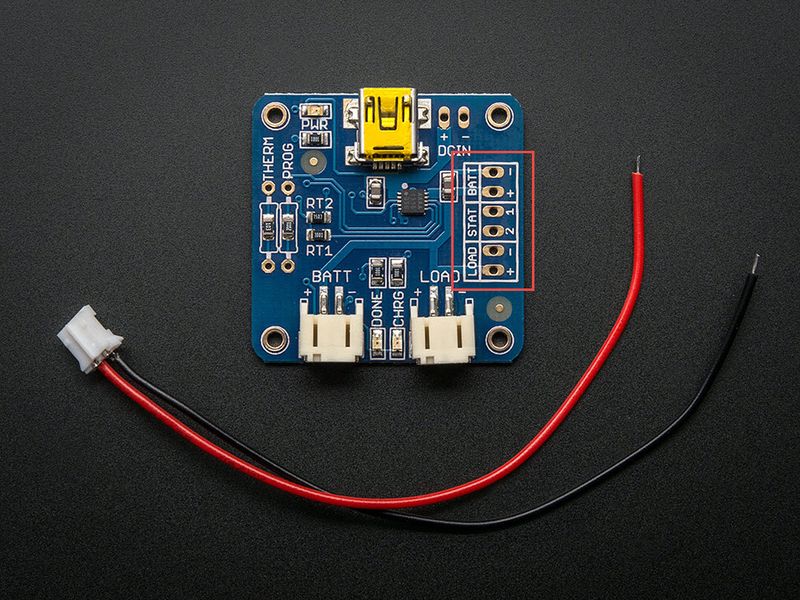 PWR
+ -
DCIN
THERM
PROG
BATT - +
STAT 1 2
LOAD - +
RT2
RT1
BATT
+ -
LOAD
+ -
DONE
CHRG